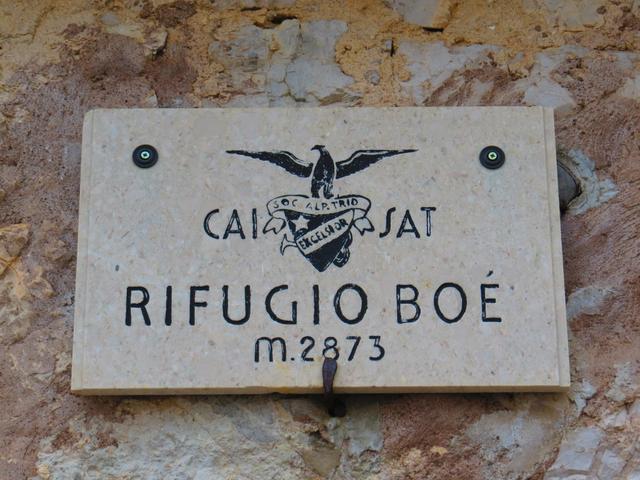 SOC. ALP. TRID
CAI SAT
EXCELSIOR
RIFUGIO BOÉ
m. 2873